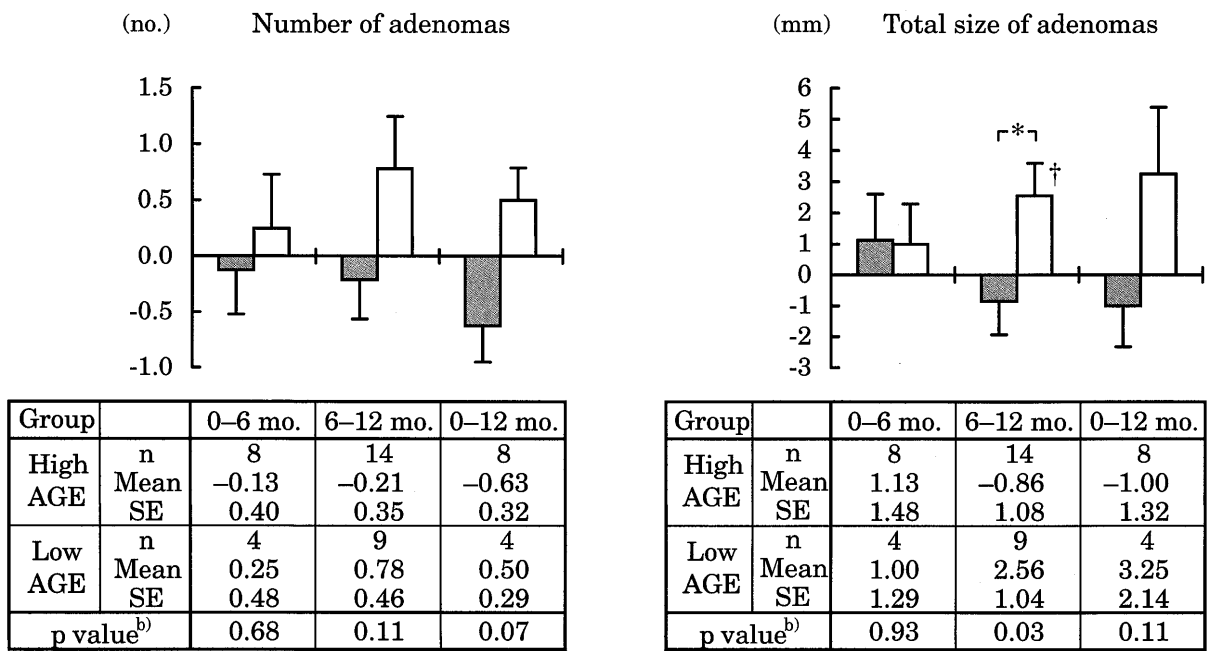 (no.) Number of adenomas
1.5
1.0
0.5
0.0
-0.5
-1.0
Group 0–6 mo. 6–12 mo. 0–12 mo.
High AGE
n 8 14 8
Mean –0.13 –0.21 –0.63
SE 0.40 0.35 0.32
Low AGE
n 4 9 4
Mean 0.25 0.78 0.50
SE 0.48 0.46 0.29
p value b) 0.68 0.11 0.07
(mm) Total size of adenomas
6
5
4
3
2
1
0
-1
-2
-3
*
†
Group 0–6 mo. 6–12 mo. 0–12 mo.
High AGE
n 8 14 8
Mean 1.13 –0.86 –1.00
SE 1.48 1.08 1.32
Low AGE
n 4 9 4
Mean 1.00 2.56 3.25
SE 1.29 1.04 2.14
p value b) 0.93 0.03 0.11